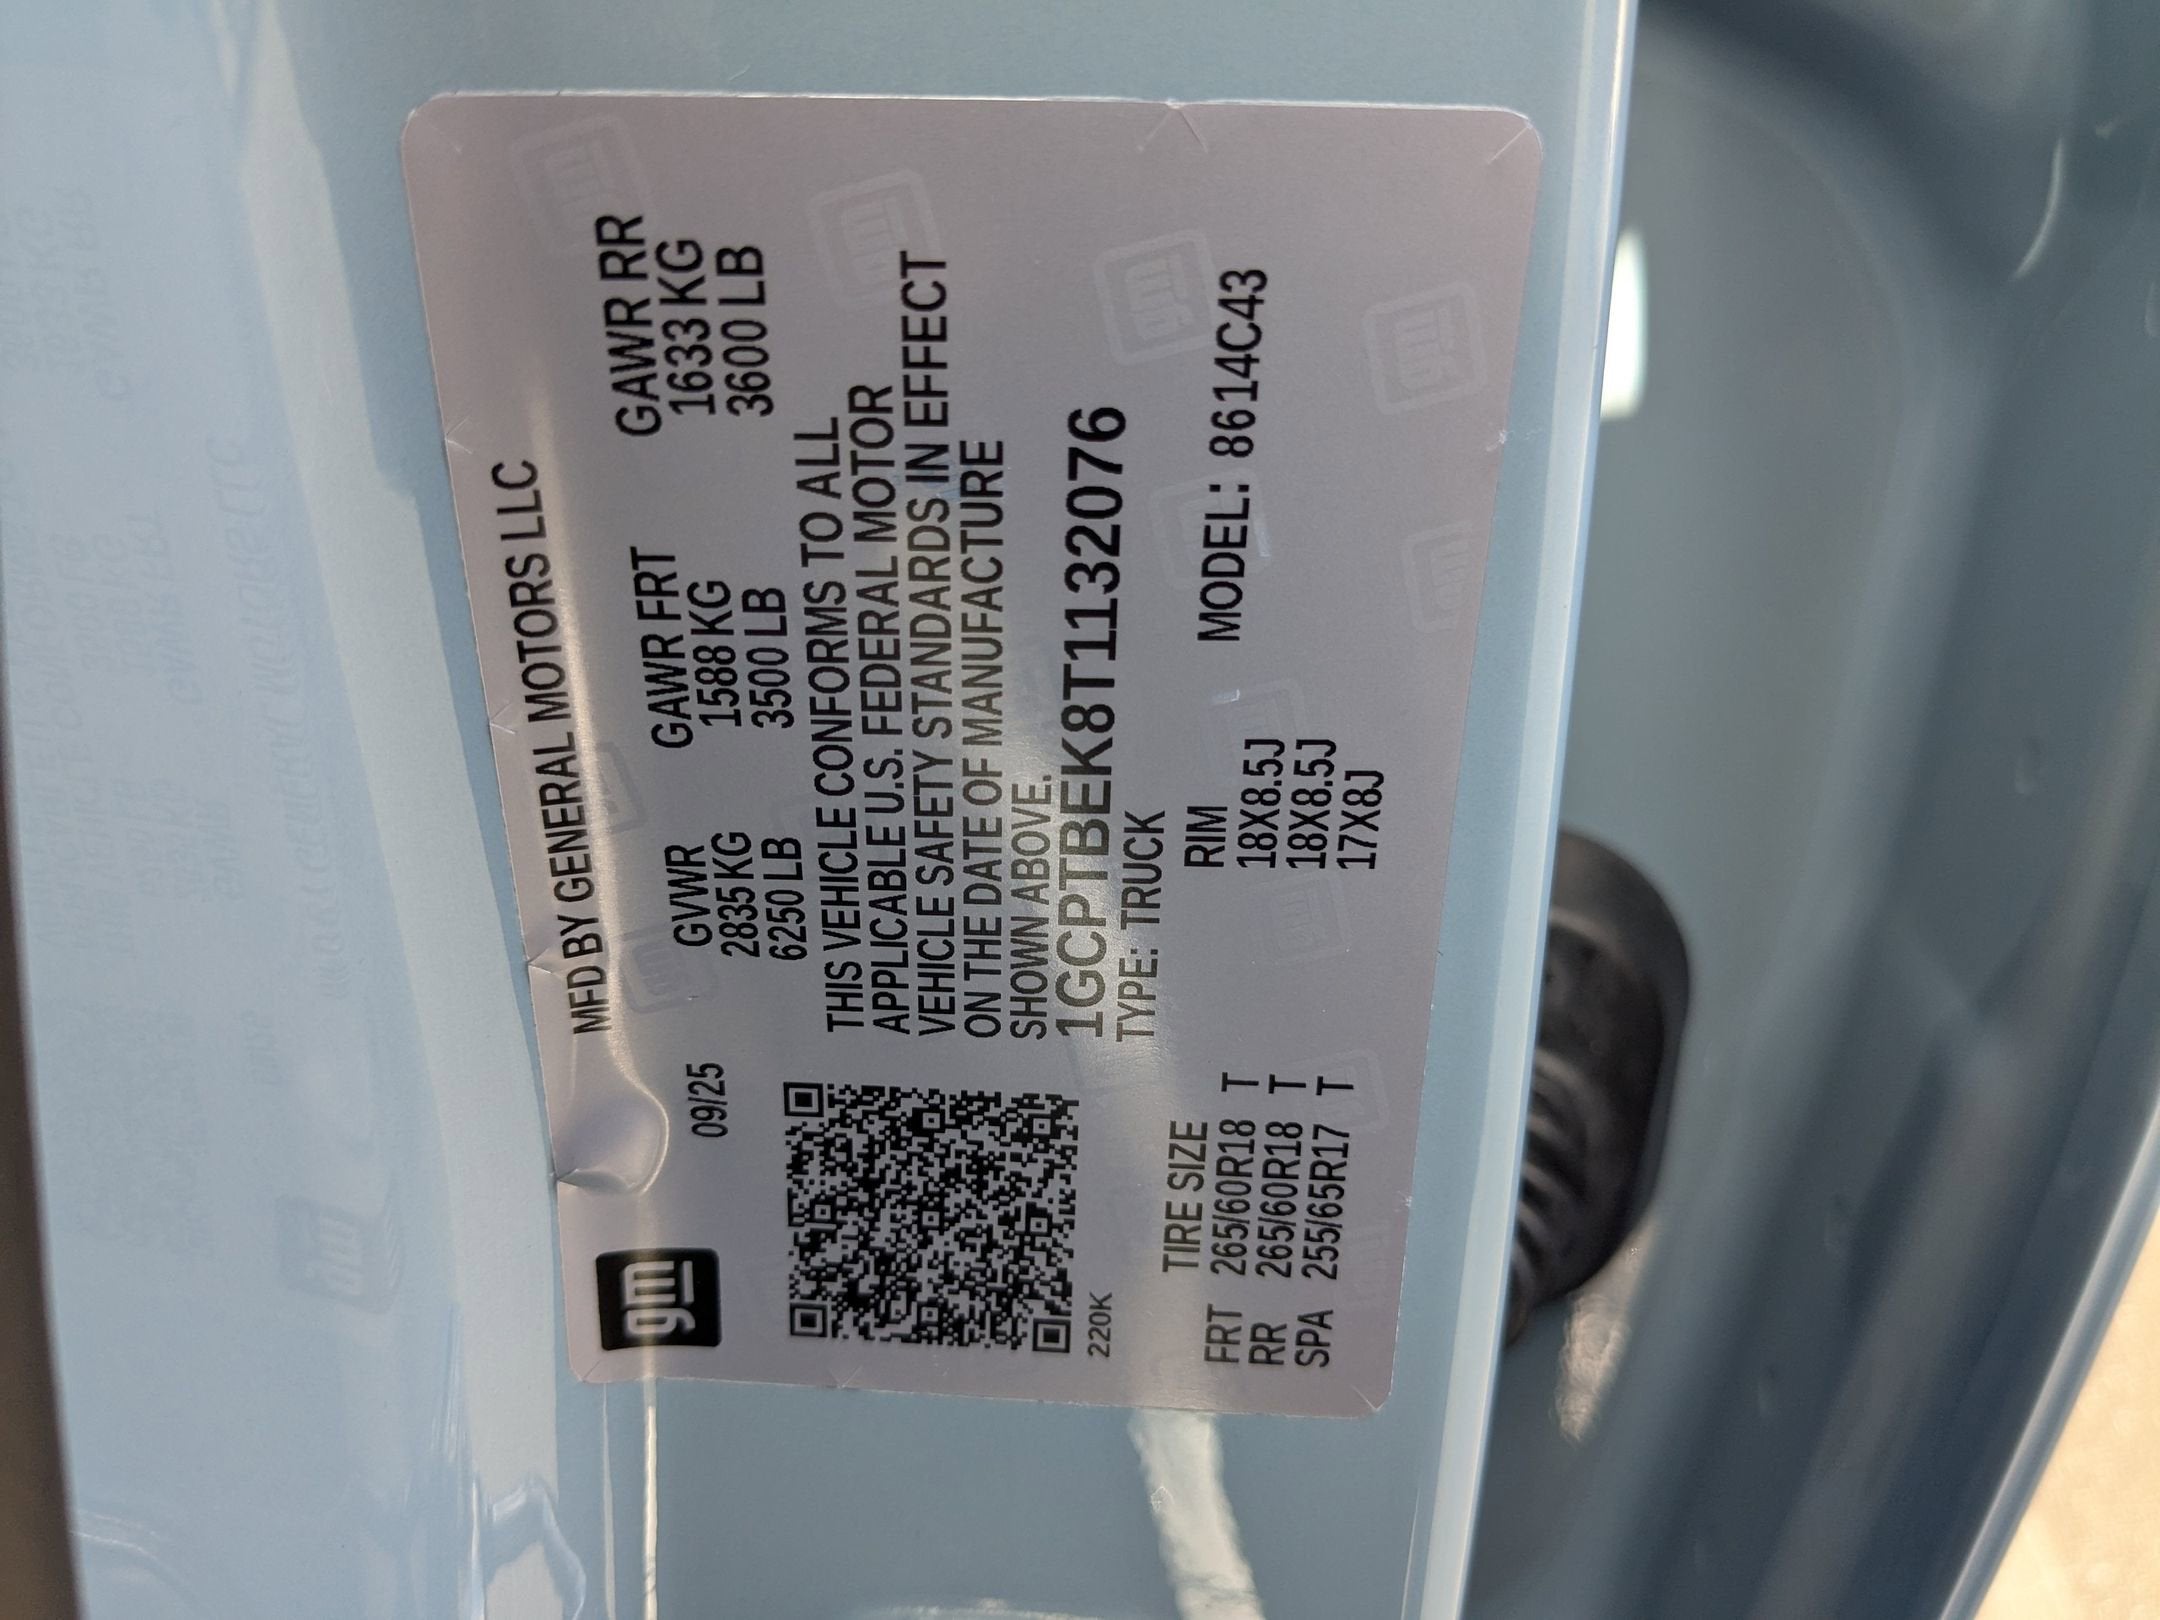 gm
MFD BY GENERAL MOTORS LLC
09/25
GVWR GAWR FRT GAWR RR
2835 KG 1588 KG 1633 KG
6250 LB 3500 LB 3600 LB
THIS VEHICLE CONFORMS TO ALL
APPLICABLE U.S. FEDERAL MOTOR
VEHICLE SAFETY STANDARDS IN EFFECT
ON THE DATE OF MANUFACTURE
SHOWN ABOVE.
1GCPTBEK8T1132076
220K
TYPE: TRUCK
MODEL: 8614C43
TIRE SIZE RIM
FRT 265/60R18 T 18X8.5J
RR 265/60R18 T 18X8.5J
SPA 255/65R17 T 17X8J